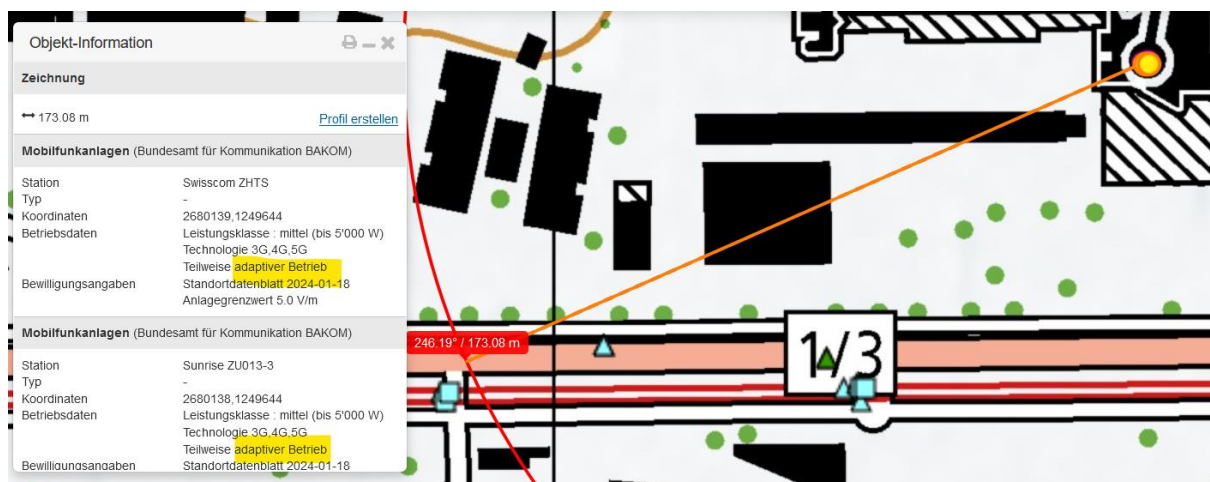 Objekt-Information
Zeichnung
↔ 173.08 m Profil erstellen
Mobilfunkanlagen (Bundesamt für Kommunikation BAKOM)
Station Swisscom ZHTS
Typ -
Koordinaten 2680139,1249644
Betriebsdaten Leistungsklasse : mittel (bis 5'000 W)
Technologie 3G,4G,5G
Teilweise adaptiver Betrieb
Bewilligungsangaben Standortdatenblatt 2024-01-18
Anlagegrenzwert 5.0 V/m
Mobilfunkanlagen (Bundesamt für Kommunikation BAKOM)
Station Sunrise ZU013-3
Typ -
Koordinaten 2680138,1249644
Betriebsdaten Leistungsklasse : mittel (bis 5'000 W)
Technologie 3G,4G,5G
Teilweise adaptiver Betrieb
Bewilligungsangaben Standortdatenblatt 2024-01-18
246.19° / 173.08 m
1/3